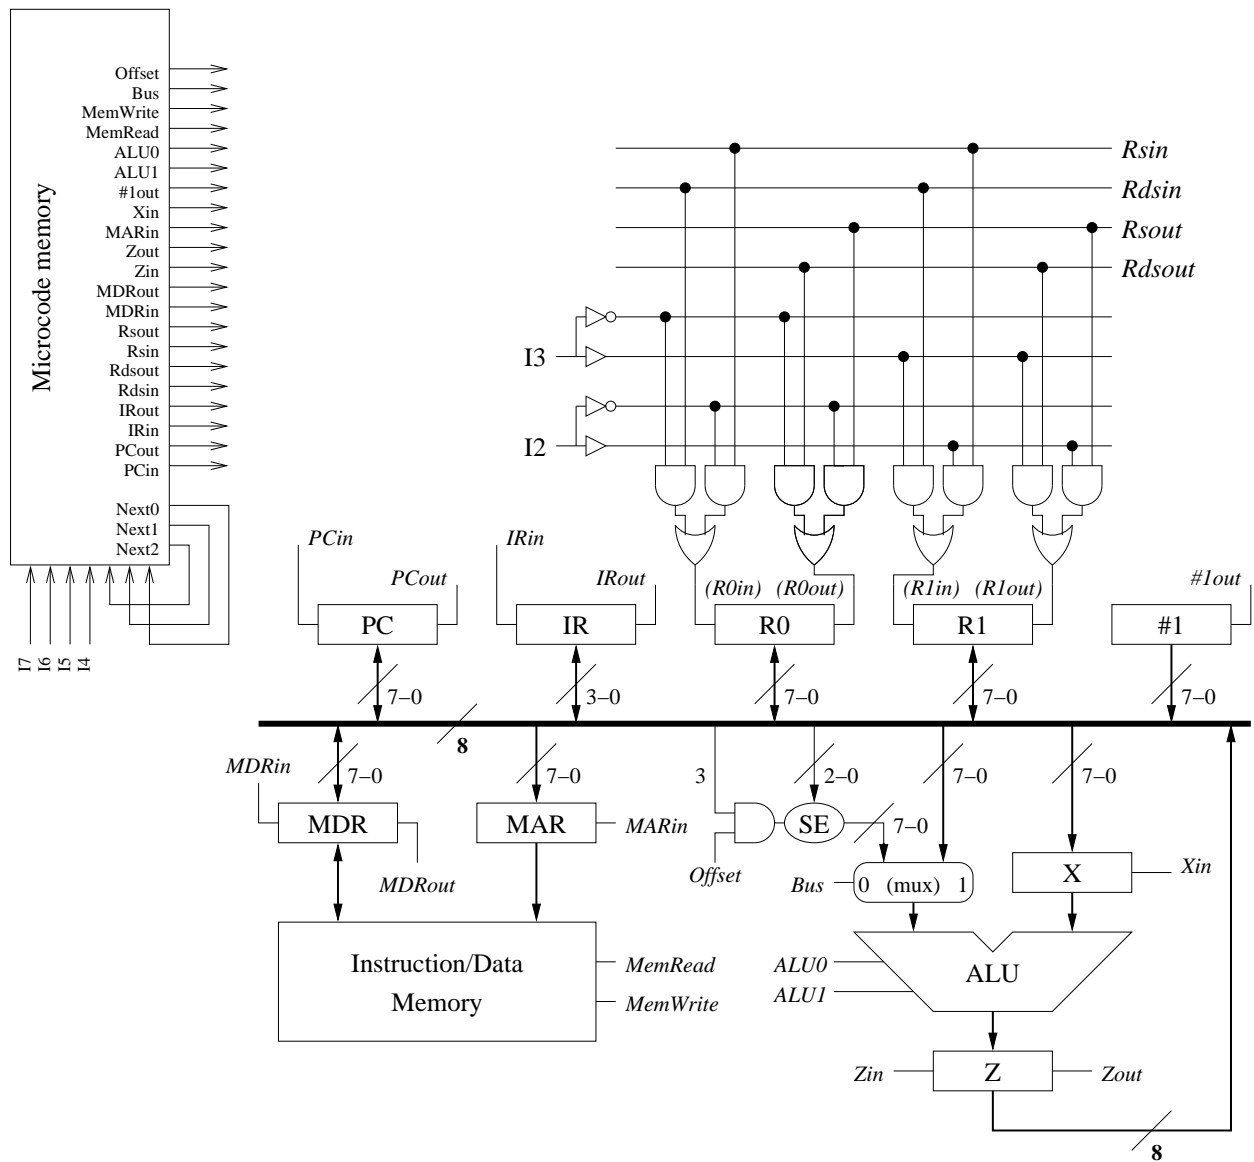 Offset
Bus
MemWrite
MemRead
ALU0
ALU1
#1out
Xin
MARin
Zout
Zin
MDRout
MDRin
Rsout
Rsin
Rdsout
Rdsin
IRout
IRin
PCout
PCin
Next0
Next1
Next2
Microcode memory
I7
I6
I5
I4
Rsin
Rdsin
Rsout
Rdsout
I3
I2
PCin
PCout
IRin
IRout
(R0in)
(R0out)
(R1in)
(R1out)
#1out
PC
IR
R0
R1
#1
7–0
3–0
7–0
7–0
7–0
8
MDRin
7–0
7–0
3
2–0
7–0
7–0
MDR
MAR
MARin
SE
7–0
MDRout
Offset
Bus
0 (mux) 1
X
Xin
Instruction/Data
Memory
MemRead
MemWrite
ALU0
ALU1
ALU
Zin
Z
Zout
8